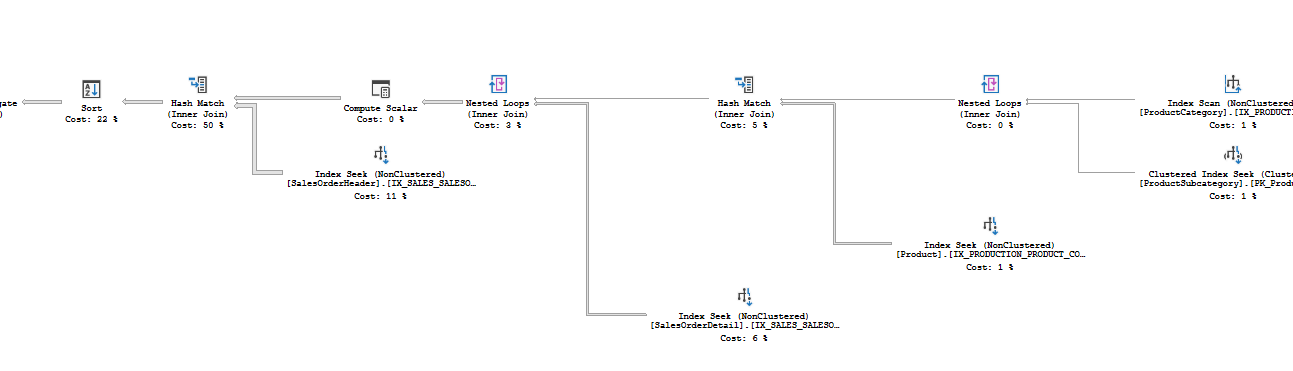 gate
)
Sort
Cost: 22 %
Hash Match
(Inner Join)
Cost: 50 %
Compute Scalar
Cost: 0 %
Nested Loops
(Inner Join)
Cost: 3 %
Hash Match
(Inner Join)
Cost: 5 %
Nested Loops
(Inner Join)
Cost: 0 %
Index Scan (NonClustered
[ProductCategory].[IX_PRODUCTI
Cost: 1 %
Index Seek (NonClustered)
[SalesOrderHeader].[IX_SALES_SALESO…
Cost: 11 %
Clustered Index Seek (Cluste
[ProductSubcategory].[PK_Produ
Cost: 1 %
Index Seek (NonClustered)
[Product].[IX_PRODUCTION_PRODUCT_CO…
Cost: 1 %
Index Seek (NonClustered)
[SalesOrderDetail].[IX_SALES_SALESO…
Cost: 6 %